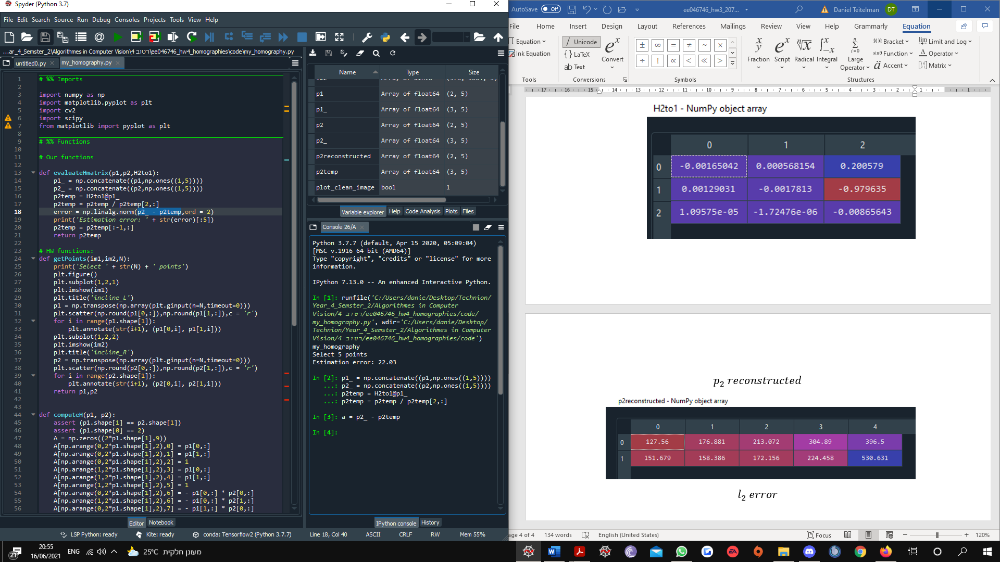 Spyder (Python 3.7)
File Edit Search Source Run Debug Consoles Projects Tools View Help
...ar_4_Semster_2\Algorithmes in Computer Vision\4 רטוב\ee046746_hw4_homographies\code\my_homography.py
untitled0.py
my_homography.py
1 # %% Imports
2
3 import numpy as np
4 import matplotlib.pyplot as plt
5 import cv2
6 import scipy
7 from matplotlib import pyplot as plt
8
9 # %% Functions
10
11 # Our functions
12
13 def evaluateHmatrix(p1,p2,H2to1):
14 p1_ = np.concatenate((p1,np.ones((1,5))))
15 p2_ = np.concatenate((p2,np.ones((1,5))))
16 p2temp = H2to1@p1_
17 p2temp = p2temp / p2temp[2,:]
18 error = np.linalg.norm(p2_ - p2temp,ord = 2)
19 print('Estimation error: ' + str(error)[:5])
20 p2temp = p2temp[:-1,:]
21 return p2temp
22
23 # HW functions:
24 def getPoints(im1,im2,N):
25 print('Select ' + str(N) + ' points')
26 plt.figure()
27 plt.subplot(1,2,1)
28 plt.imshow(im1)
29 plt.title('incline_L')
30 p1 = np.transpose(np.array(plt.ginput(n=N,timeout=0)))
31 plt.scatter(np.round(p1[0,:]),np.round(p1[1,:]),c = 'r')
32 for i in range(p1.shape[1]):
33 plt.annotate(str(i+1), (p1[0,i], p1[1,i]))
34 plt.subplot(1,2,2)
35 plt.imshow(im2)
36 plt.title('incline_R')
37 p2 = np.transpose(np.array(plt.ginput(n=N,timeout=0)))
38 plt.scatter(np.round(p2[0,:]),np.round(p2[1,:]),c = 'r')
39 for i in range(p2.shape[1]):
40 plt.annotate(str(i+1), (p2[0,i], p2[1,i]))
41 return p1,p2
42
43
44 def computeH(p1, p2):
45 assert (p1.shape[1] == p2.shape[1])
46 assert (p1.shape[0] == 2)
47 A = np.zeros((2*p1.shape[1],9))
48 A[np.arange(0,2*p1.shape[1],2),0] = p1[0,:]
49 A[np.arange(0,2*p1.shape[1],2),1] = p1[1,:]
50 A[np.arange(0,2*p1.shape[1],2),2] = 1
51 A[np.arange(1,2*p1.shape[1],2),3] = p1[0,:]
52 A[np.arange(1,2*p1.shape[1],2),4] = p1[1,:]
53 A[np.arange(1,2*p1.shape[1],2),5] = 1
54 A[np.arange(0,2*p1.shape[1],2),6] = - p1[0,:] * p2[0,:]
55 A[np.arange(1,2*p1.shape[1],2),6] = - p1[0,:] * p2[1,:]
56 A[np.arange(0,2*p1.shape[1],2),7] = - p1[1,:] * p2[0,:]
Editor Notebook
Name Type Size
p1 Array of float64 (2, 5)
p1_ Array of float64 (3, 5)
p2 Array of float64 (2, 5)
p2_ Array of float64 (3, 5)
p2reconstructed Array of float64 (2, 5)
p2temp Array of float64 (3, 5)
plot_clean_image bool 1
Variable explorer Help Code Analysis Plots Files
Console 26/A
Python 3.7.7 (default, Apr 15 2020, 05:09:04)
[MSC v.1916 64 bit (AMD64)]
Type "copyright", "credits" or "license" for more
information.
IPython 7.13.0 -- An enhanced Interactive Python.
In [1]: runfile('C:/Users/danie/Desktop/Technion/
Year_4_Semster_2/Algorithmes in Computer
Vision/4 רטוב/ee046746_hw4_homographies/code/
my_homography.py', wdir='C:/Users/danie/Desktop/
Technion/Year_4_Semster_2/Algorithmes in Computer
Vision/4 רטוב/ee046746_hw4_homographies/code')
my_homography
Select 5 points
Estimation error: 22.03
In [2]: p1_ = np.concatenate((p1,np.ones((1,5))))
...: p2_ = np.concatenate((p2,np.ones((1,5))))
...: p2temp = H2to1@p1_
...: p2temp = p2temp / p2temp[2,:]
In [3]: a = p2_ - p2temp
In [4]:
IPython console History
LSP Python: ready Kite: ready conda: Tensorflow2 (Python 3.7.7) Line 18, Col 40 ASCII CRLF RW Mem 55%
AutoSave Off ee046746_hw3_207... Daniel Teitelman DT
File Home Insert Design Layout References Mailings Review View Help Grammarly Equation
Equation Unicode
Ink Equation LaTeX
ab Text Convert
± ∞ = ≠ ~ ×
÷ ! ∝ < ≪ >
Fraction Script Radical Integral Large Operator
Bracket Function Accent
Limit and Log Operator Matrix
Tools Conversions Symbols Structures
17 16 15 14 13 12 11 10 9 8 7 6 5 4 3 2 1 1
H2to1 - NumPy object array
0 1 2
0 -0.00165042 0.000568154 0.200579
1 0.00129031 -0.0017813 -0.979635
2 1.09575e-05 -1.72476e-06 -0.00865643
p₂ reconstructed
p2reconstructed - NumPy object array
0 1 2 3 4
0 127.56 176.881 213.072 304.89 396.5
1 151.679 158.386 172.156 224.458 530.631
l₂ error
age 4 of 4 134 words English (United States) Focus 120%
21 20:55 16/06/2021 ENG 25°C מעונן חלקית